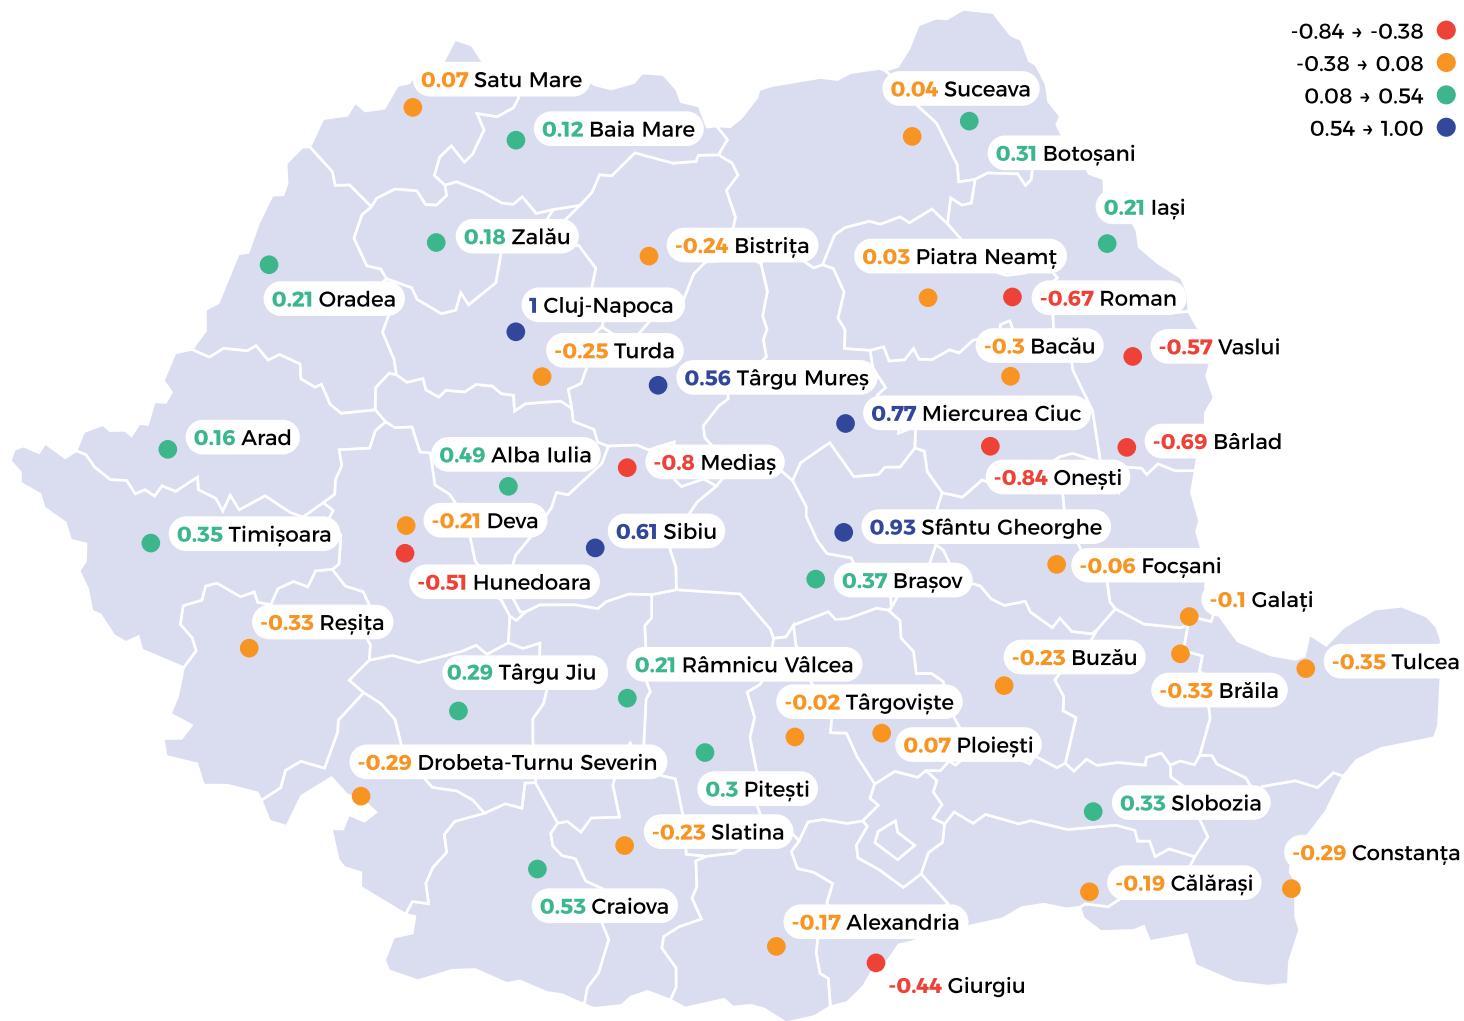 -0.84 → -0.38
-0.38 → 0.08
0.08 → 0.54
0.54 → 1.00
0.07 Satu Mare
0.04 Suceava
0.12 Baia Mare
0.31 Botoșani
0.21 Iași
0.18 Zalău
-0.24 Bistrița
0.03 Piatra Neamț
0.21 Oradea
-0.67 Roman
1 Cluj-Napoca
-0.25 Turda
-0.3 Bacău
-0.57 Vaslui
0.56 Târgu Mureș
0.77 Miercurea Ciuc
0.16 Arad
-0.69 Bârlad
0.49 Alba Iulia
-0.8 Mediaș
-0.84 Onești
-0.21 Deva
0.35 Timișoara
0.61 Sibiu
0.93 Sfântu Gheorghe
-0.06 Focșani
-0.51 Hunedoara
0.37 Brașov
-0.1 Galați
-0.33 Reșița
-0.23 Buzău
-0.35 Tulcea
0.29 Târgu Jiu
0.21 Râmnicu Vâlcea
-0.33 Brăila
-0.02 Târgoviște
0.07 Ploiești
-0.29 Drobeta-Turnu Severin
0.3 Pitești
0.33 Slobozia
-0.23 Slatina
-0.29 Constanța
-0.19 Călărași
0.53 Craiova
-0.17 Alexandria
-0.44 Giurgiu